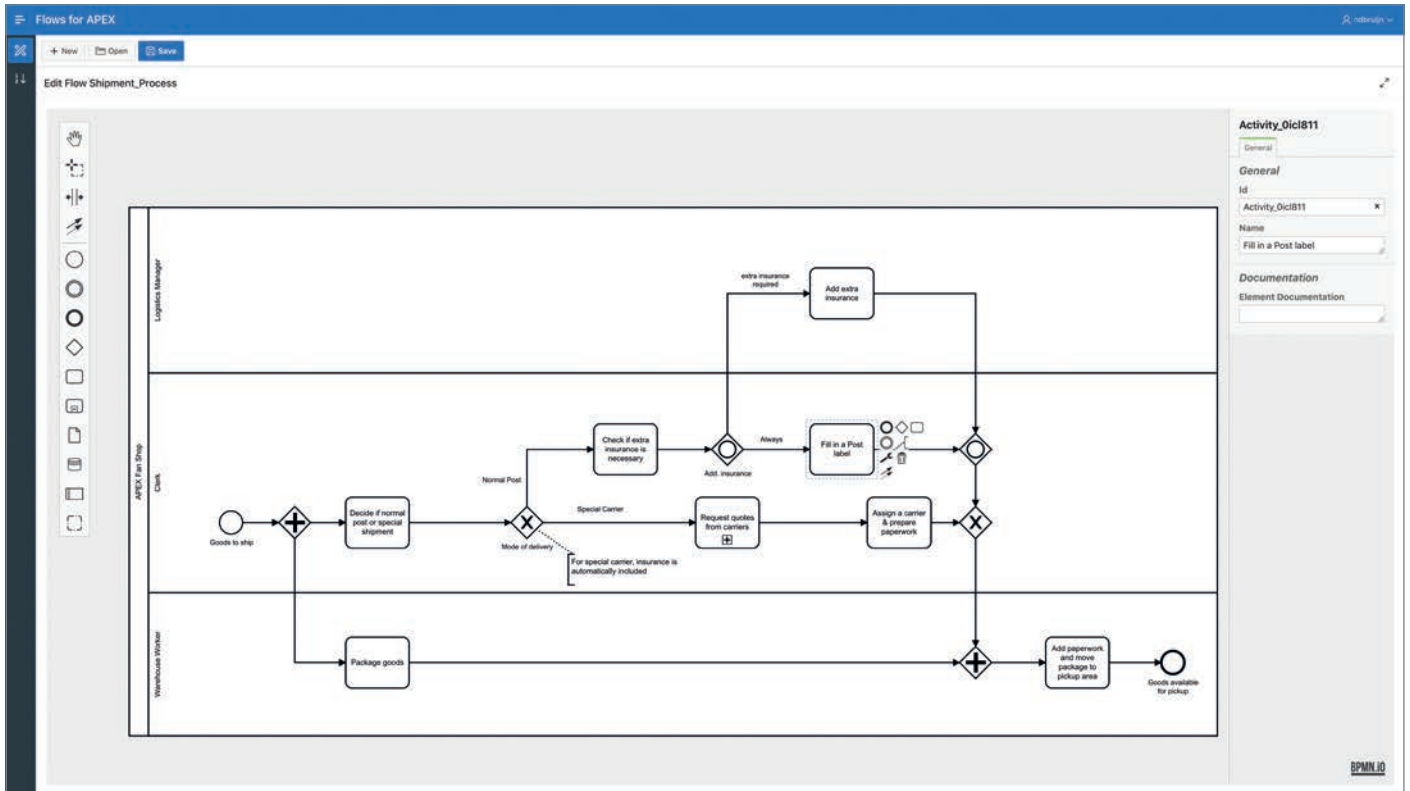 Flows for APEX
ndbruijn
+ New
Open
Save
Edit Flow Shipment_Process
Activity_0icl811
General
General
Id
Activity_0icl811
Name
Fill in a Post label
Documentation
Element Documentation
APEX Fan Shop
Logistics Manager
extra insurance
required
Add extra
insurance
Clerk
Check if extra
insurance is
necessary
Add. insurance
Always
Fill in a Post
label
Normal Post
Goods to ship
Decide if normal
post or special
shipment
Mode of delivery
Special Carrier
For special carrier, insurance is
automatically included
Request quotes
from carriers
Assign a carrier
& prepare
paperwork
Warehouse Worker
Package goods
Add paperwork
and move
package to
pickup area
Goods available
for pickup
BPMN.iO